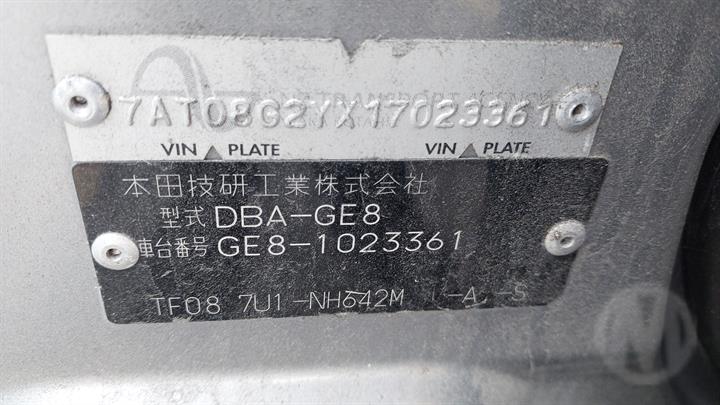 7AT08G2YX17023361
VIN PLATE VIN PLATE
本田技研工業株式会社
型式 DBA-GE8
車台番号 GE8-1023361
TF08 7U1 -NH642M -A -S